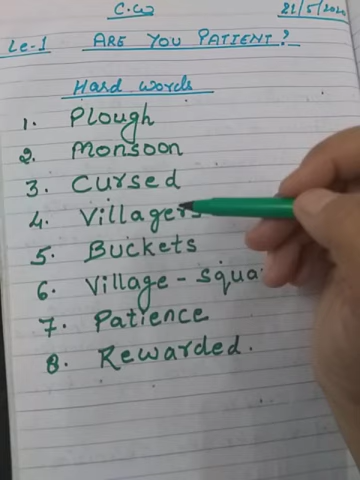 C.W 21/5/202
Le-1 ARE YOU PATIENT?
Hard words
1. Plough
2. Monsoon
3. Cursed
4. Villagers
5. Buckets
6. Village - squa
7. Patience
8. Rewarded.